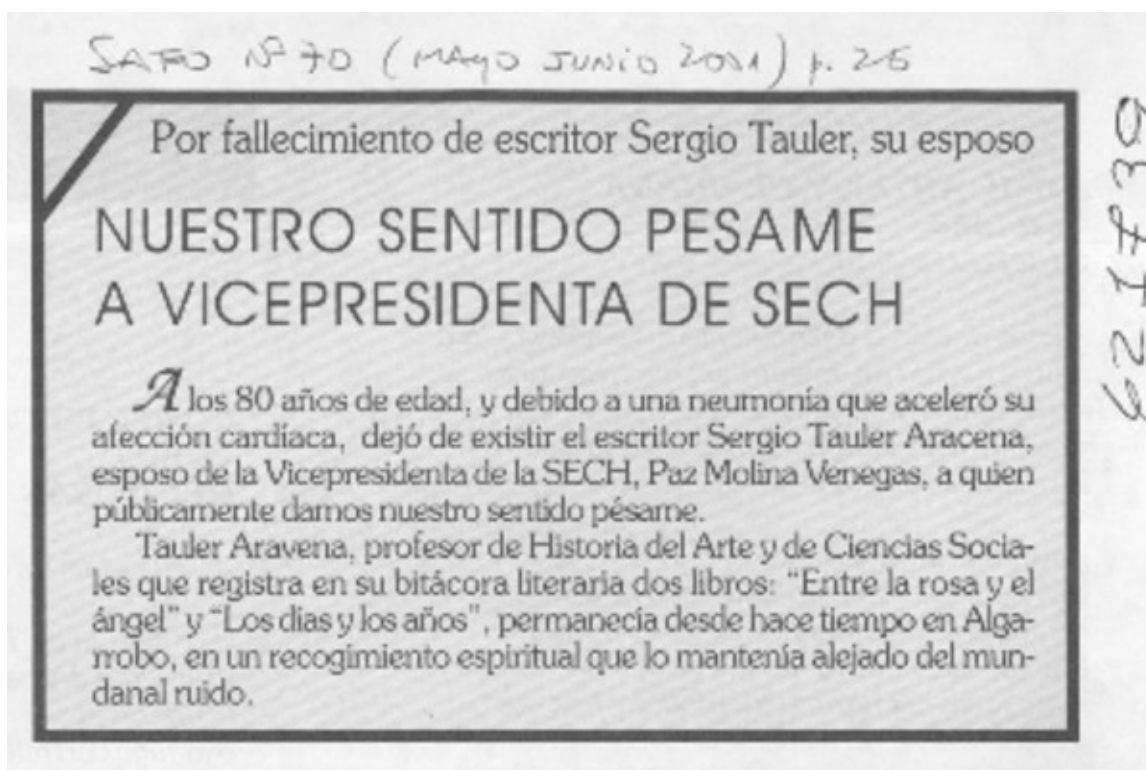 SAFO Nº 70 (MAYO JUNIO 2001) p. 26
Por fallecimiento de escritor Sergio Tauler, su esposo
NUESTRO SENTIDO PESAME
A VICEPRESIDENTA DE SECH
A los 80 años de edad, y debido a una neumonía que aceleró su
afección cardíaca, dejó de existir el escritor Sergio Tauler Aracena,
esposo de la Vicepresidenta de la SECH, Paz Molina Venegas, a quien
públicamente damos nuestro sentido pésame.
Tauler Aravena, profesor de Historia del Arte y de Ciencias Socia-
les que registra en su bitácora literaria dos libros: "Entre la rosa y el
ángel" y "Los dias y los años", permanecía desde hace tiempo en Alga-
rrobo, en un recogimiento espiritual que lo mantenía alejado del mun-
danal ruido.